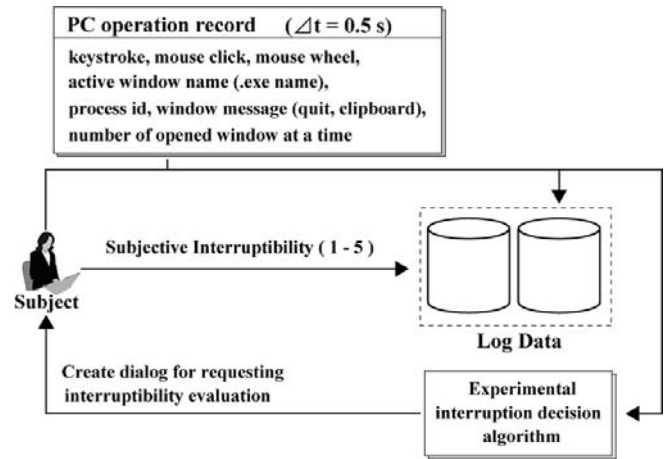 PC operation record (⊿t = 0.5 s)
keystroke, mouse click, mouse wheel,
active window name (.exe name),
process id, window message (quit, clipboard),
number of opened window at a time
Subjective Interruptibility ( 1 - 5 )
Subject
Log Data
Create dialog for requesting
interruptibility evaluation
Experimental
interruption decision
algorithm